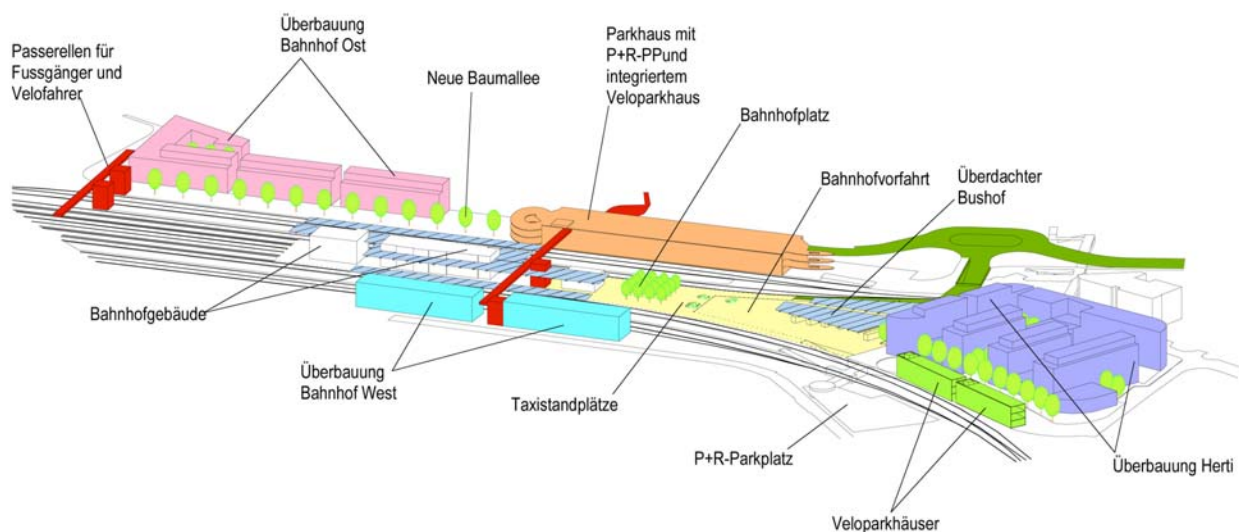 Überbauung
Bahnhof Ost
Passerellen für
Fussgänger und
Velofahrer
Neue Baumallee
Parkhaus mit
P+R-PPund
integriertem
Veloparkhaus
Bahnhofplatz
Bahnhofvorfahrt
Überdachter
Bushof
Bahnhofgebäude
Überbauung
Bahnhof West
Taxistandplätze
P+R-Parkplatz
Veloparkhäuser
Überbauung Herti